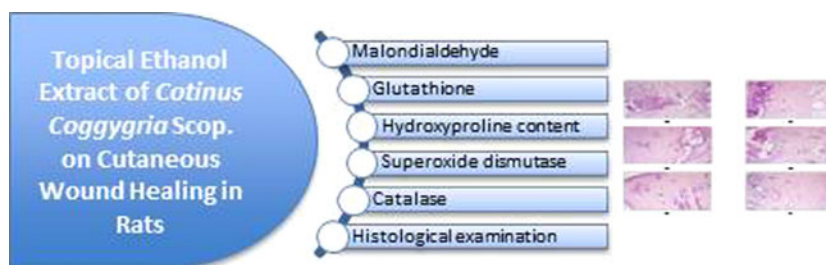 Topical Ethanol
Extract of Cotinus
Coggygria Scop.
on Cutaneous
Wound Healing in
Rats
Malondialdehyde
Glutathione
Hydroxyproline content
Superoxide dismutase
Catalase
Histological examination